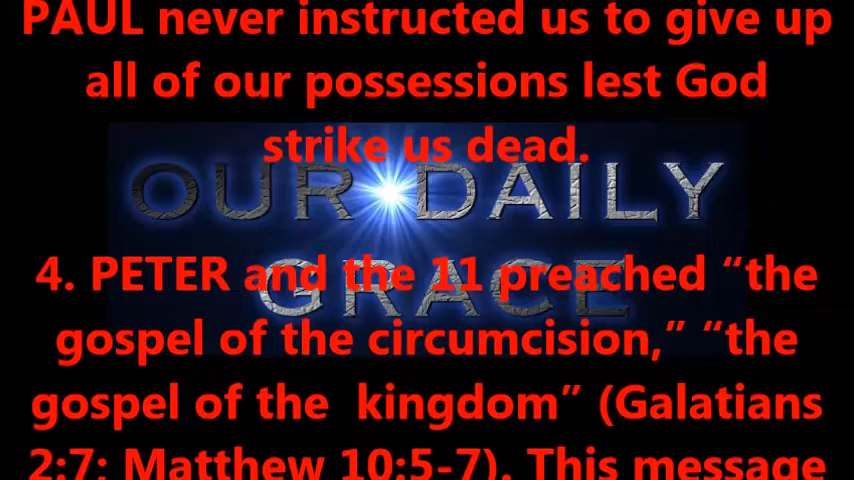 PAUL never instructed us to give up
all of our possessions lest God
strike us dead.
OUR DAILY
GRACE
4. PETER and the 11 preached “the
gospel of the circumcision,” “the
gospel of the  kingdom” (Galatians
2:7; Matthew 10:5-7). This message